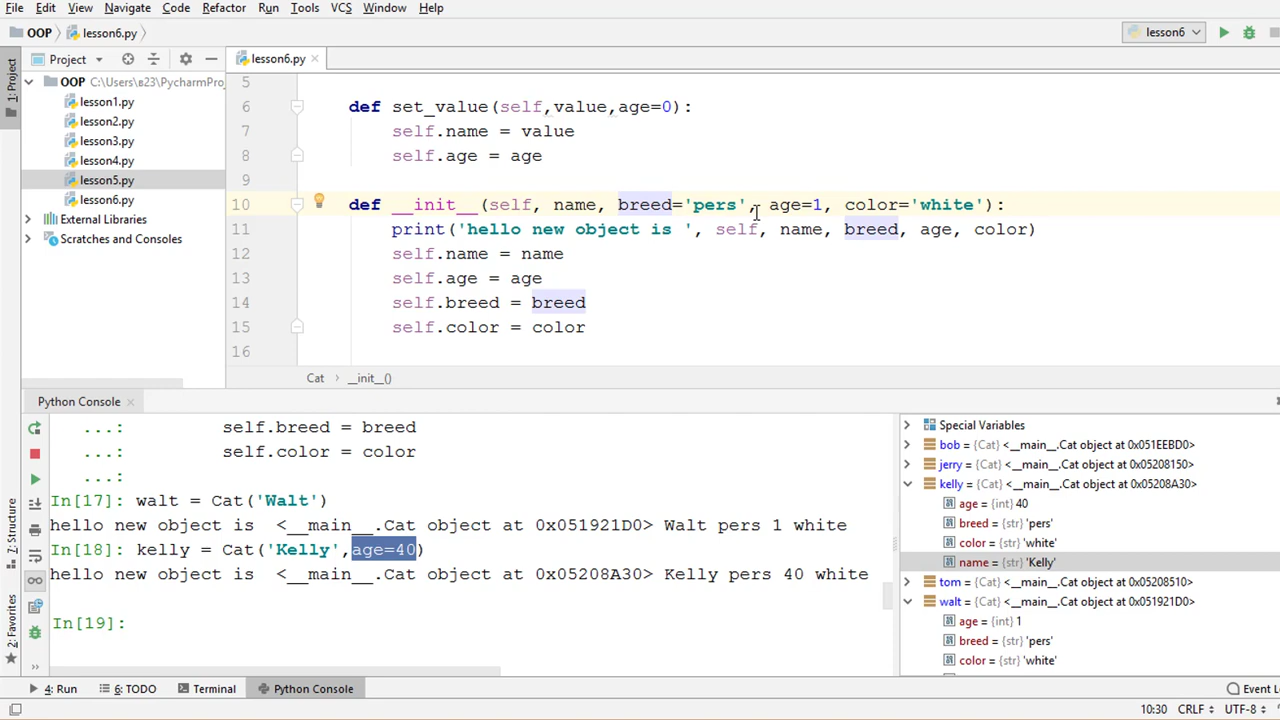 File Edit View Navigate Code Refactor Run Tools VCS Window Help
OOP lesson6.py lesson6
1: Project
Project
lesson6.py
OOP C:\Users\в23\PycharmProj
lesson1.py
lesson2.py
lesson3.py
lesson4.py
lesson5.py
lesson6.py
External Libraries
Scratches and Consoles
5
6 def set_value(self,value,age=0):
7 self.name = value
8 self.age = age
9
10 def __init__(self, name, breed='pers', age=1, color='white'):
11 print('hello new object is ', self, name, breed, age, color)
12 self.name = name
13 self.age = age
14 self.breed = breed
15 self.color = color
16
Cat __init__()
Python Console
...: self.breed = breed
...: self.color = color
...:
In[17]: walt = Cat('Walt')
hello new object is <__main__.Cat object at 0x051921D0> Walt pers 1 white
In[18]: kelly = Cat('Kelly',age=40)
hello new object is <__main__.Cat object at 0x05208A30> Kelly pers 40 white
In[19]:
Special Variables
bob = {Cat} <__main__.Cat object at 0x051EEBD0>
jerry = {Cat} <__main__.Cat object at 0x05208150>
kelly = {Cat} <__main__.Cat object at 0x05208A30>
age = {int} 40
breed = {str} 'pers'
color = {str} 'white'
name = {str} 'Kelly'
tom = {Cat} <__main__.Cat object at 0x05208510>
walt = {Cat} <__main__.Cat object at 0x051921D0>
age = {int} 1
breed = {str} 'pers'
color = {str} 'white'
7: Structure
2: Favorites
4: Run 6: TODO Terminal Python Console Event Lo
10:30 CRLF UTF-8